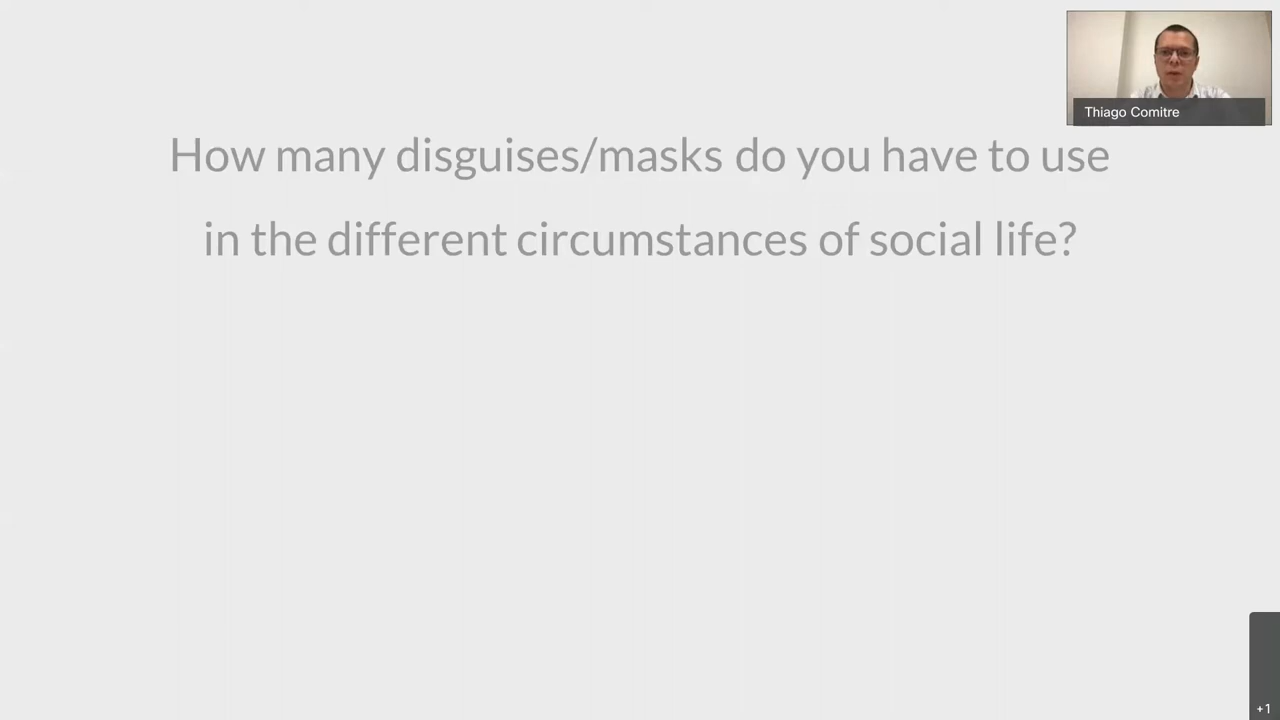 Thiago Comitre
How many disguises/masks do you have to use
in the different circumstances of social life?
+1